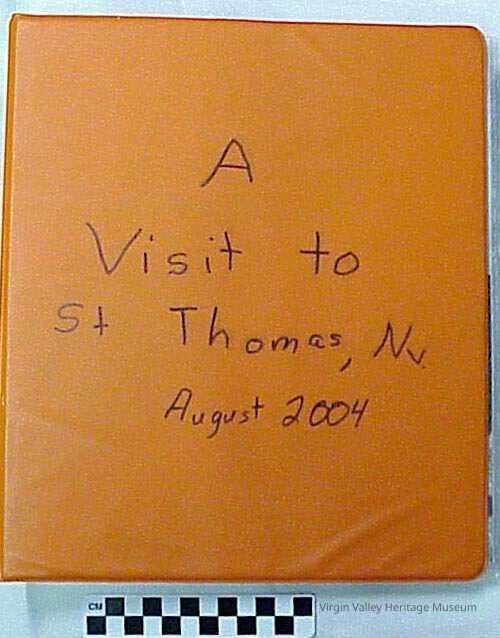 A
Visit to
St Thomas, Nv.
August 2004
CM
Virgin Valley Heritage Museum